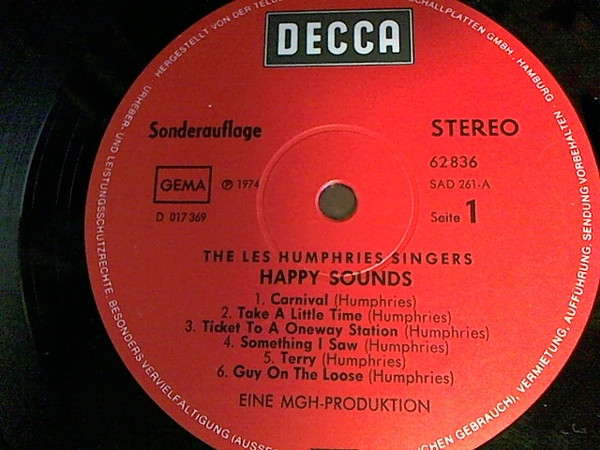 DECCA
HERGESTELLT VON DER TELDEC
SCHALLPLATTEN GMBH · HAMBURG ·
URHEBER- UND LEISTUNGSSCHUTZRECHTE, BESONDERS VERVIELFÄLTIGUNG (AUSSER
LICHEN GEBRAUCH), VERMIETUNG, AUFFÜHRUNG, SENDUNG VORBEHALTEN
Sonderauflage
STEREO
GEMA
℗ 1974
D 017 369
62 836
SAD 261-A
Seite 1
THE LES HUMPHRIES SINGERS
HAPPY SOUNDS
1. Carnival (Humphries)
2. Take A Little Time (Humphries)
3. Ticket To A Oneway Station (Humphries)
4. Something I Saw (Humphries)
5. Terry (Humphries)
6. Guy On The Loose (Humphries)
EINE MGH-PRODUKTION